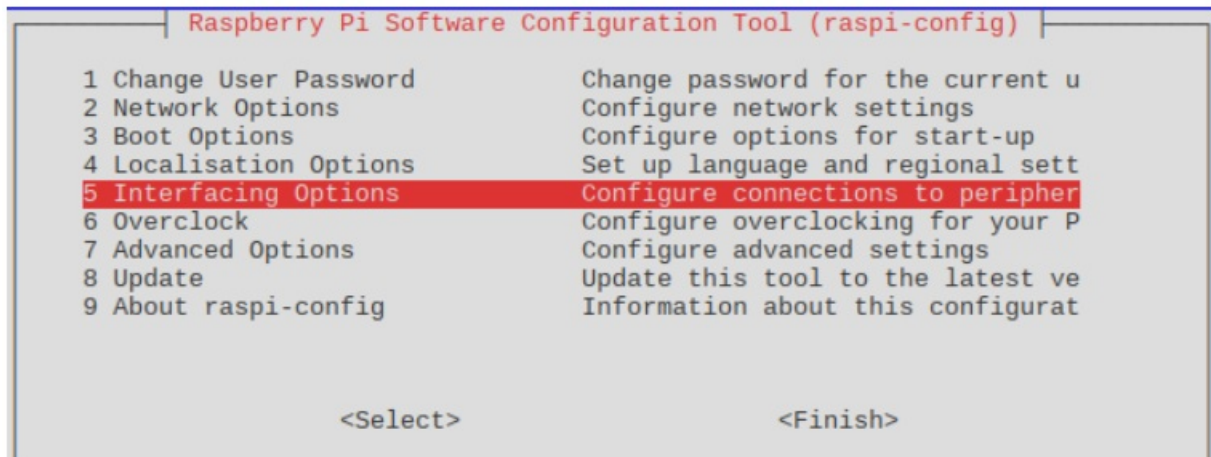 Raspberry Pi Software Configuration Tool (raspi-config)
1 Change User Password Change password for the current u
2 Network Options Configure network settings
3 Boot Options Configure options for start-up
4 Localisation Options Set up language and regional sett
5 Interfacing Options Configure connections to peripher
6 Overclock Configure overclocking for your P
7 Advanced Options Configure advanced settings
8 Update Update this tool to the latest ve
9 About raspi-config Information about this configurat
<Select> <Finish>